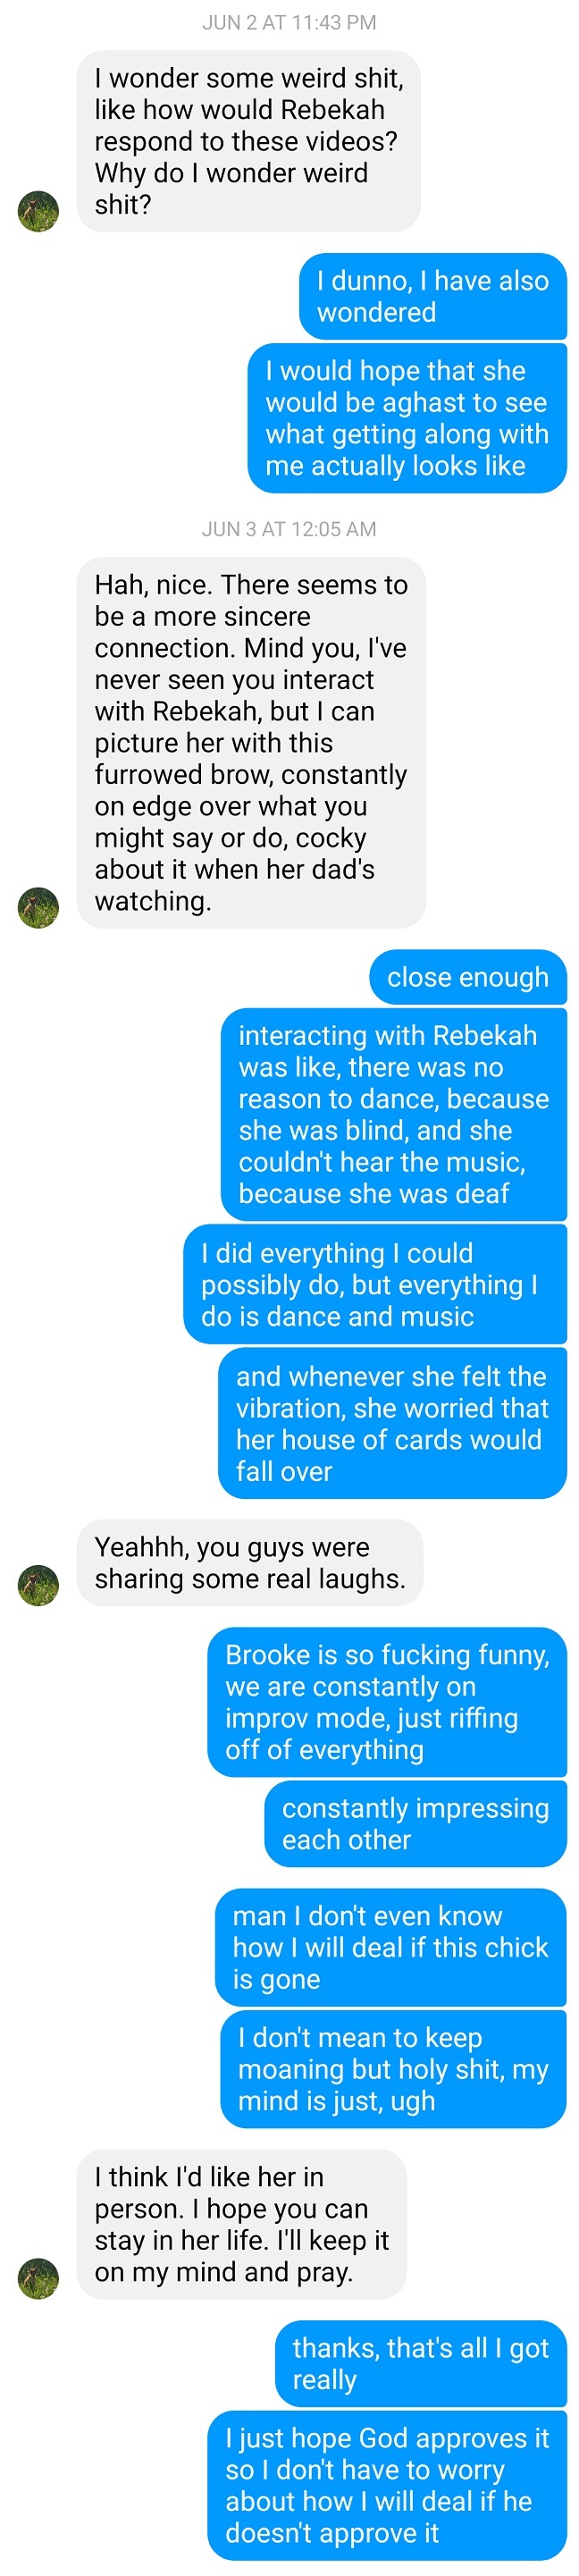 JUN 2 AT 11:43 PM
I wonder some weird shit,
like how would Rebekah
respond to these videos?
Why do I wonder weird
shit?
I dunno, I have also
wondered
I would hope that she
would be aghast to see
what getting along with
me actually looks like
JUN 3 AT 12:05 AM
Hah, nice. There seems to
be a more sincere
connection. Mind you, I've
never seen you interact
with Rebekah, but I can
picture her with this
furrowed brow, constantly
on edge over what you
might say or do, cocky
about it when her dad's
watching.
close enough
interacting with Rebekah
was like, there was no
reason to dance, because
she was blind, and she
couldn't hear the music,
because she was deaf
I did everything I could
possibly do, but everything I
do is dance and music
and whenever she felt the
vibration, she worried that
her house of cards would
fall over
Yeahhh, you guys were
sharing some real laughs.
Brooke is so fucking funny,
we are constantly on
improv mode, just riffing
off of everything
constantly impressing
each other
man I don't even know
how I will deal if this chick
is gone
I don't mean to keep
moaning but holy shit, my
mind is just, ugh
I think I'd like her in
person. I hope you can
stay in her life. I'll keep it
on my mind and pray.
thanks, that's all I got
really
I just hope God approves it
so I don't have to worry
about how I will deal if he
doesn't approve it